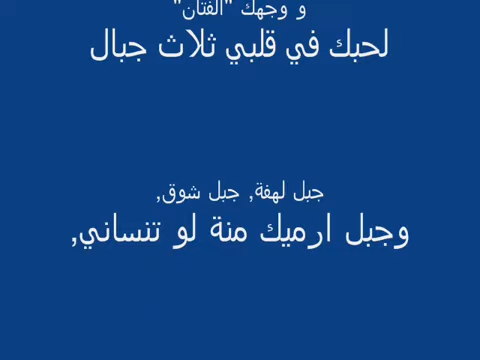 و وجهك "الفتان"
لحبك في قلبي ثلاث جبال
جبل لهفة, جبل شوق,
وجبل ارميك منة لو تنساني,